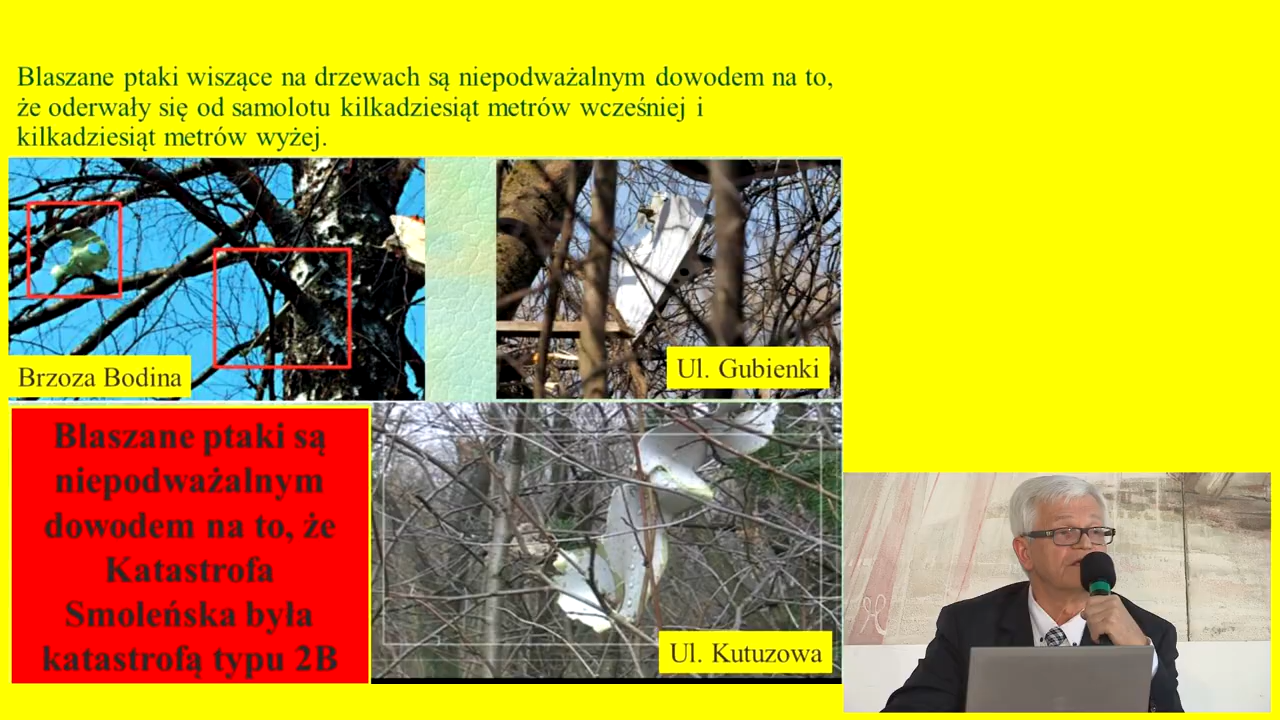 Blaszane ptaki wiszące na drzewach są niepodważalnym dowodem na to,
że oderwały się od samolotu kilkadziesiąt metrów wcześniej i
kilkadziesiąt metrów wyżej.
Brzoza Bodina
Ul. Gubienki
Blaszane ptaki są
niepodważalnym
dowodem na to, że
Katastrofa
Smoleńska była
katastrofą typu 2B
Ul. Kutuzowa